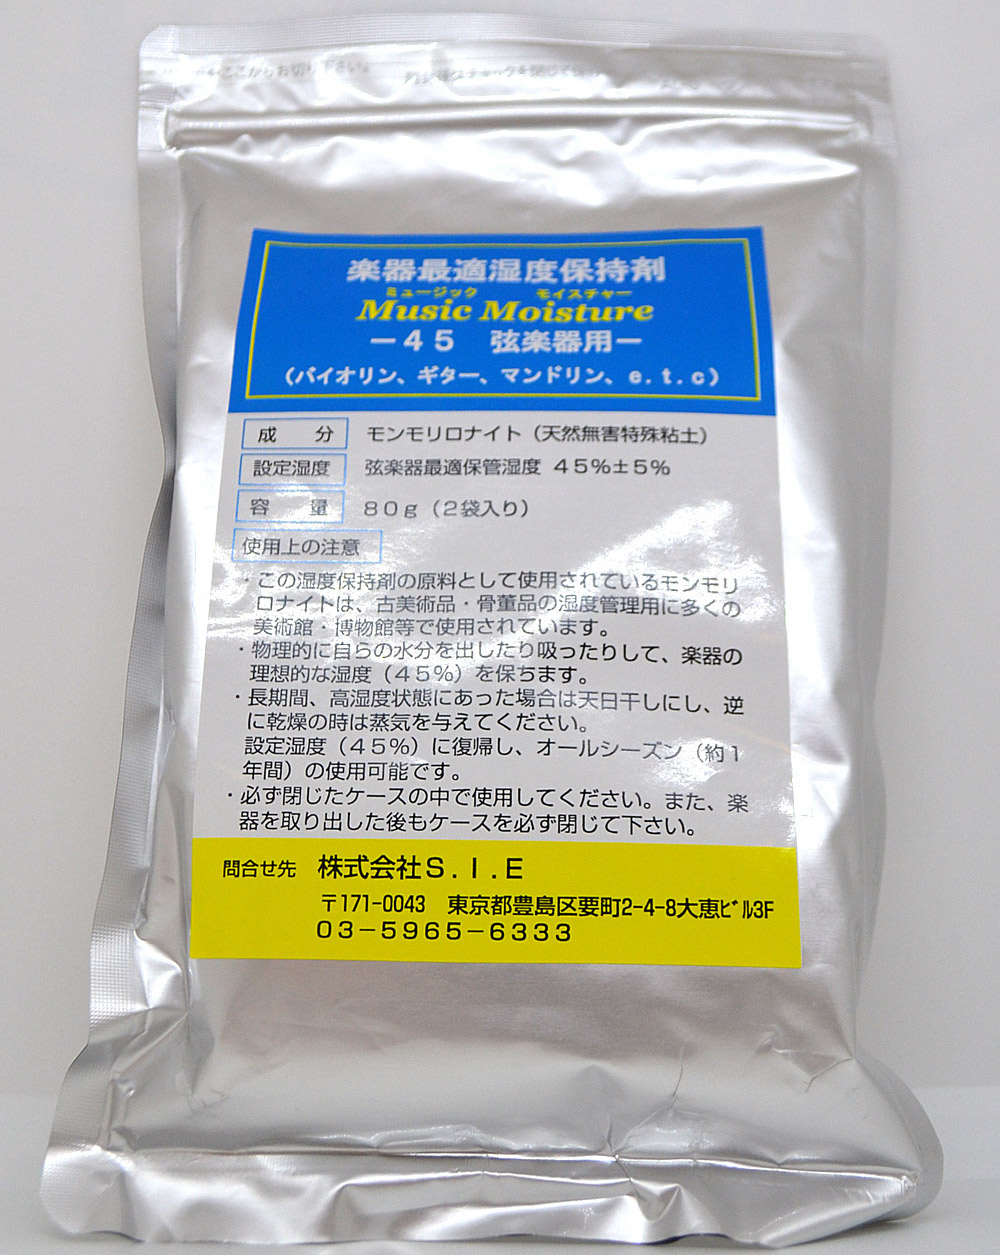 ここからお切り下さい。
楽器最適湿度保持剤
ミュージック モイスチャー
Music Moisture
－45 弦楽器用－
（バイオリン、ギター、マンドリン、e.t.c）
成 分 モンモリロナイト（天然無害特殊粘土）
設定湿度 弦楽器最適保管湿度 45％±5％
容 量 80g（2袋入り）
使用上の注意
・この湿度保持剤の原料として使用されているモンモリ
ロナイトは、古美術品・骨董品の湿度管理用に多くの
美術館・博物館等で使用されています。
・物理的に自らの水分を出したり吸ったりして、楽器の
理想的な湿度（45％）を保ちます。
・長期間、高湿度状態にあった場合は天日干しにし、逆
に乾燥の時は蒸気を与えてください。
設定湿度（45％）に復帰し、オールシーズン（約1
年間）の使用可能です。
・必ず閉じたケースの中で使用してください。また、楽
器を取り出した後もケースを必ず閉じて下さい。
問合せ先 株式会社S.I.E
〒171-0043 東京都豊島区要町2-4-8大恵ﾋﾞﾙ3F
03－5965－6333